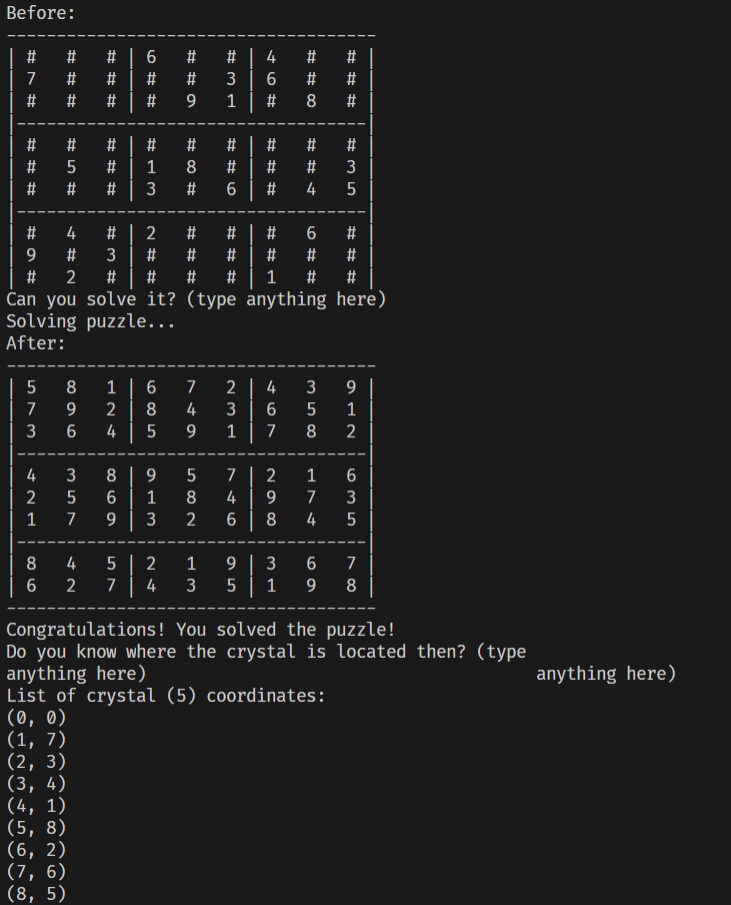 Before:
-------------------------------------
| #   #   # | 6   #   # | 4   #   # |
| 7   #   # | #   #   3 | 6   #   # |
| #   #   # | #   9   1 | #   8   # |
|-----------------------------------|
| #   #   # | #   #   # | #   #   # |
| #   5   # | 1   8   # | #   #   3 |
| #   #   # | 3   #   6 | #   4   5 |
|-----------------------------------|
| #   4   # | 2   #   # | #   6   # |
| 9   #   3 | #   #   # | #   #   # |
| #   2   # | #   #   # | 1   #   # |
Can you solve it? (type anything here)
Solving puzzle...
After:
-------------------------------------
| 5   8   1 | 6   7   2 | 4   3   9 |
| 7   9   2 | 8   4   3 | 6   5   1 |
| 3   6   4 | 5   9   1 | 7   8   2 |
|-----------------------------------|
| 4   3   8 | 9   5   7 | 2   1   6 |
| 2   5   6 | 1   8   4 | 9   7   3 |
| 1   7   9 | 3   2   6 | 8   4   5 |
|-----------------------------------|
| 8   4   5 | 2   1   9 | 3   6   7 |
| 6   2   7 | 4   3   5 | 1   9   8 |
-------------------------------------
Congratulations! You solved the puzzle!
Do you know where the crystal is located then? (type
anything here)                                       anything here)
List of crystal (5) coordinates:
(0, 0)
(1, 7)
(2, 3)
(3, 4)
(4, 1)
(5, 8)
(6, 2)
(7, 6)
(8, 5)